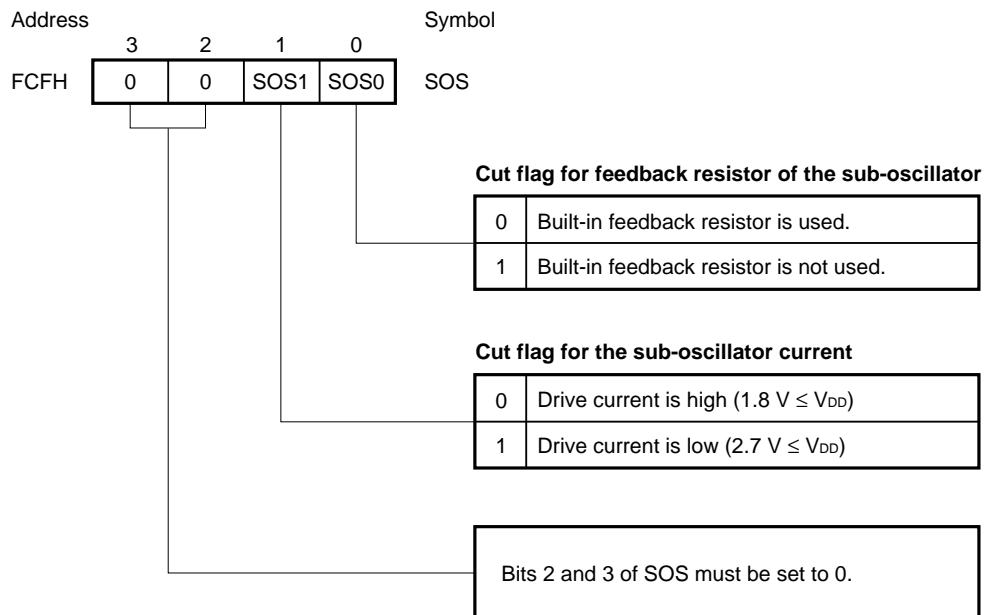 Address Symbol
3 2 1 0
FCFH 0 0 SOS1 SOS0 SOS
Cut flag for feedback resistor of the sub-oscillator
0 Built-in feedback resistor is used.
1 Built-in feedback resistor is not used.
Cut flag for the sub-oscillator current
0 Drive current is high (1.8 V ≤ VDD)
1 Drive current is low (2.7 V ≤ VDD)
Bits 2 and 3 of SOS must be set to 0.